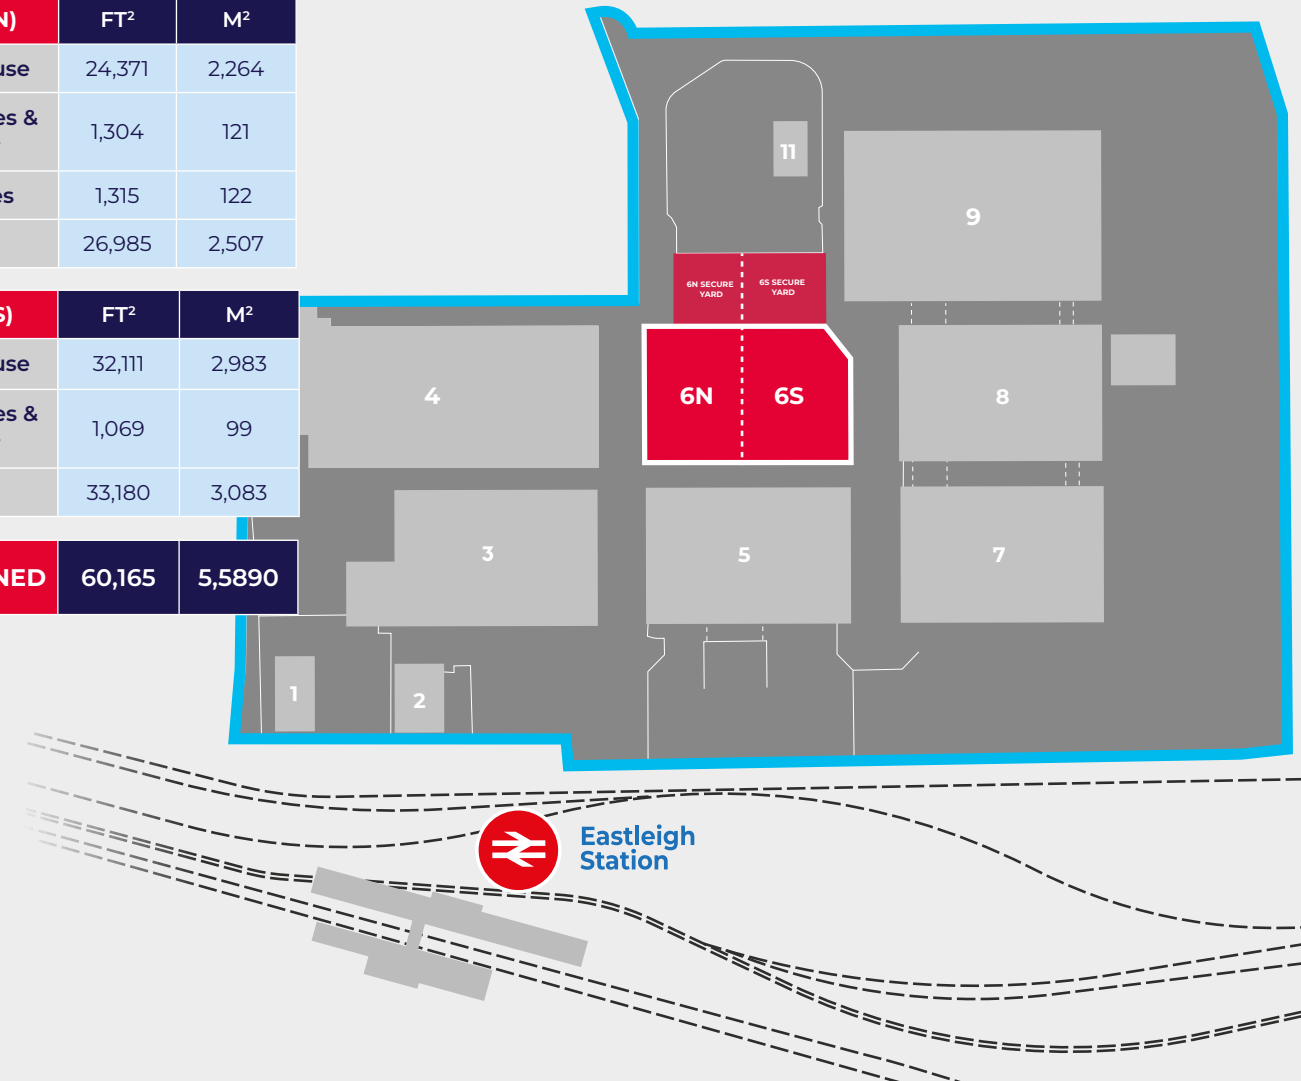 N) FT² M²
use 24,371 2,264
es & 1,304 121
es 1,315 122
26,985 2,507
S) FT² M²
use 32,111 2,983
es & 1,069 99
33,180 3,083
NED 60,165 5,5890
11
9
6N SECURE
YARD
6S SECURE
YARD
4
6N
6S
8
3
5
7
1
2
Eastleigh
Station